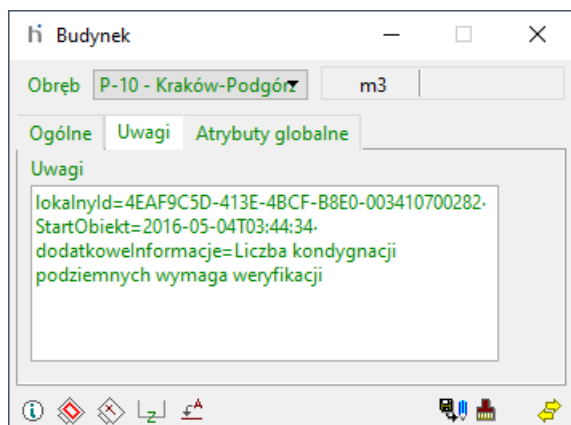 Budynek
Obręb P-10 - Kraków-Podgórz m3
Ogólne Uwagi Atrybuty globalne
Uwagi
lokalnyId=4EAF9C5D-413E-4BCF-B8E0-003410700282
StartObiekt=2016-05-04T03:44:34
dodatkoweInformacje=Liczba kondygnacji
podziemnych wymaga weryfikacji